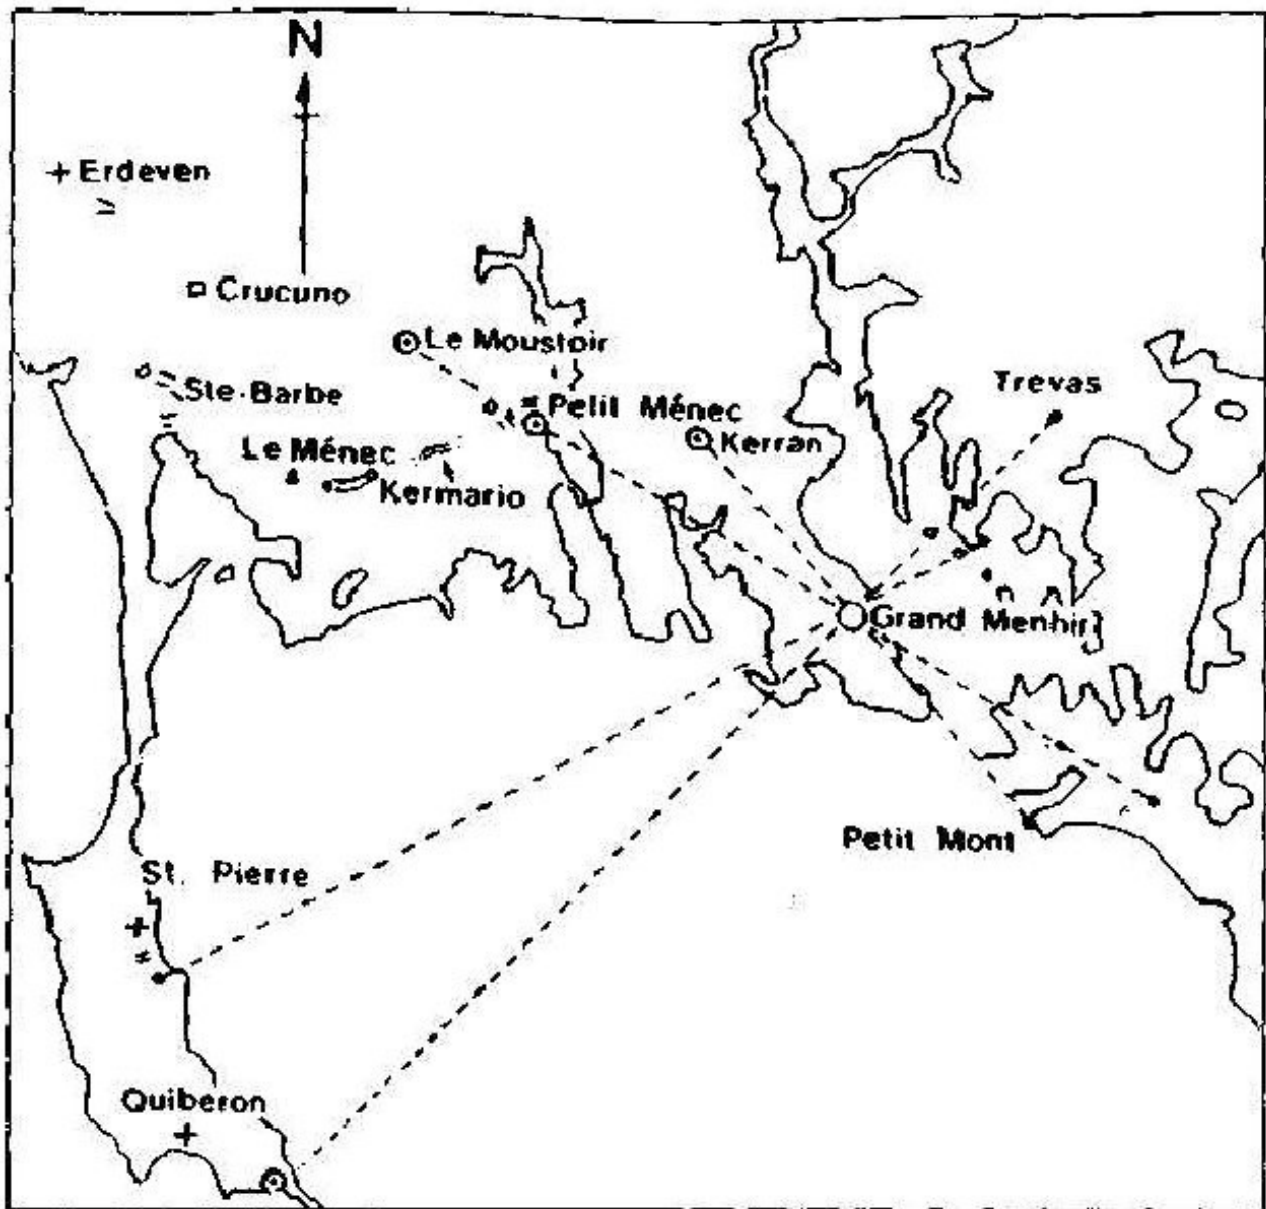 N
Erdeven
Crucuno
Le Moustoir
Ste-Barbe
Petit Ménec
Trevas
Kerran
Le Ménec
Kermario
Grand Menhir
Petit Mont
St. Pierre
Quiberon